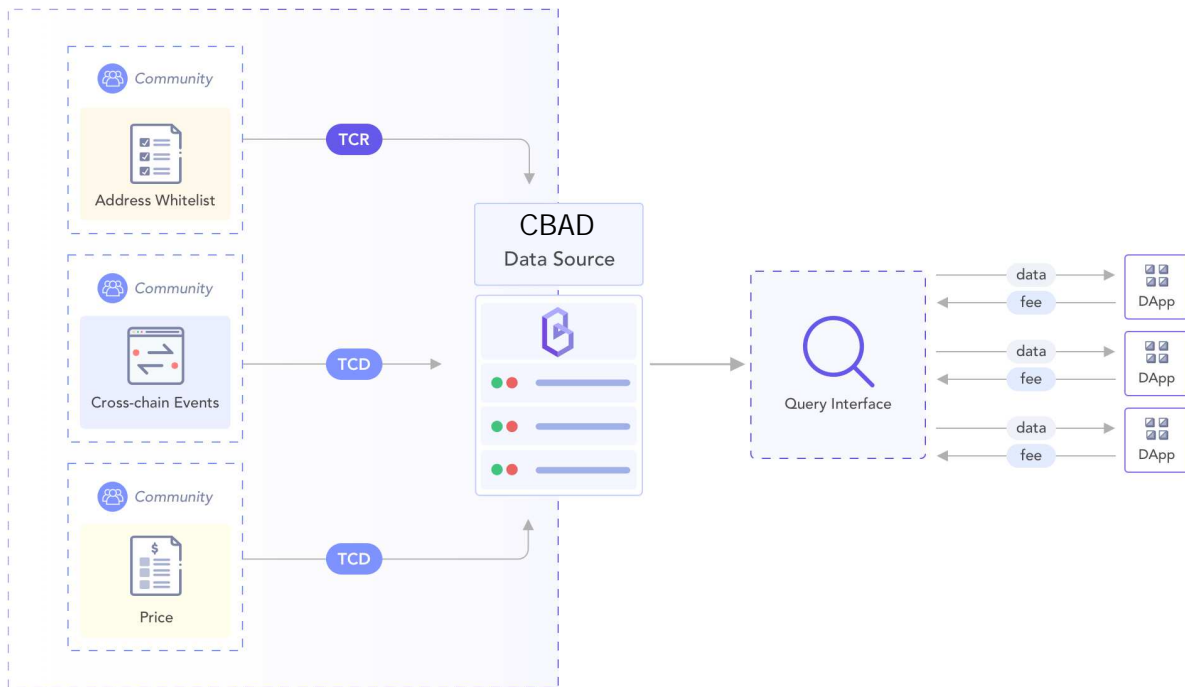 Community
Address Whitelist
TCR
Community
Cross-chain Events
TCD
Community
$
Price
TCD
CBAD
Data Source
Query Interface
data
fee
DApp
data
fee
DApp
data
fee
DApp